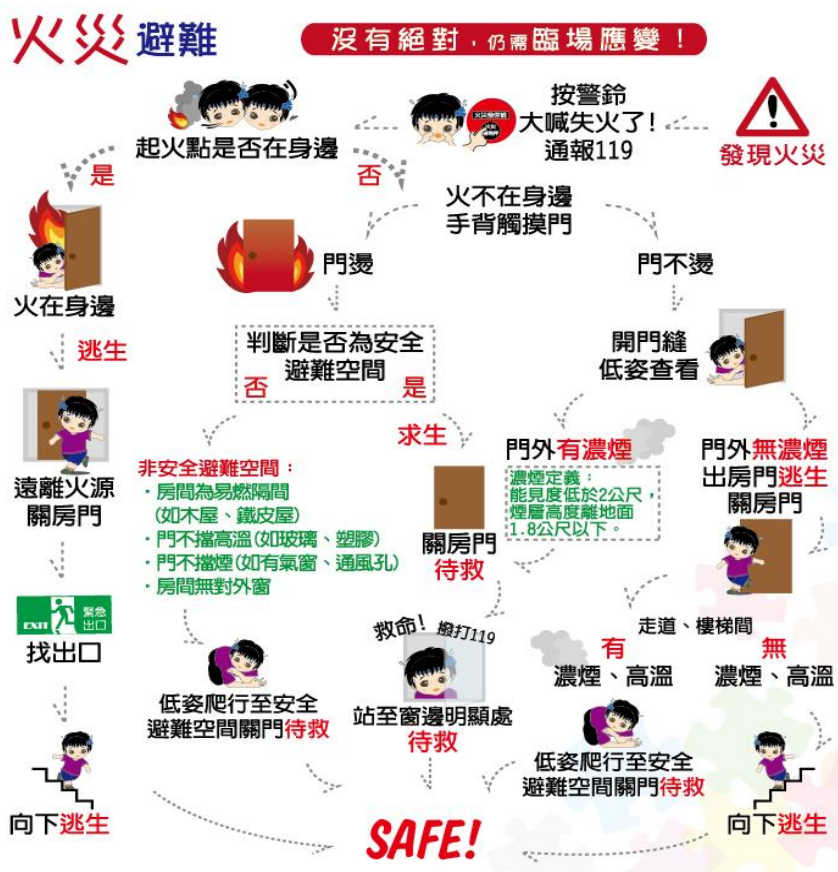 火災避難
沒有絕對，仍需臨場應變！
發現火災
按警鈴
大喊失火了！
通報119
起火點是否在身邊
是
否
火在身邊
逃生
遠離火源
關房門
EXIT
緊急
出口
找出口
向下逃生
火不在身邊
手背觸摸門
門燙
門不燙
判斷是否為安全
避難空間
否
是
非安全避難空間：
・房間為易燃隔間
(如木屋、鐵皮屋)
・門不擋高溫(如玻璃、塑膠)
・門不擋煙(如有氣窗、通風孔)
・房間無對外窗
低姿爬行至安全
避難空間關門待救
求生
關房門
待救
救命！撥打119
站至窗邊明顯處
待救
開門縫
低姿查看
門外有濃煙
濃煙定義：
能見度低於2公尺，
煙層高度離地面
1.8公尺以下。
門外無濃煙
出房門逃生
關房門
走道、樓梯間
有
濃煙、高溫
無
濃煙、高溫
低姿爬行至安全
避難空間關門待救
向下逃生
SAFE!